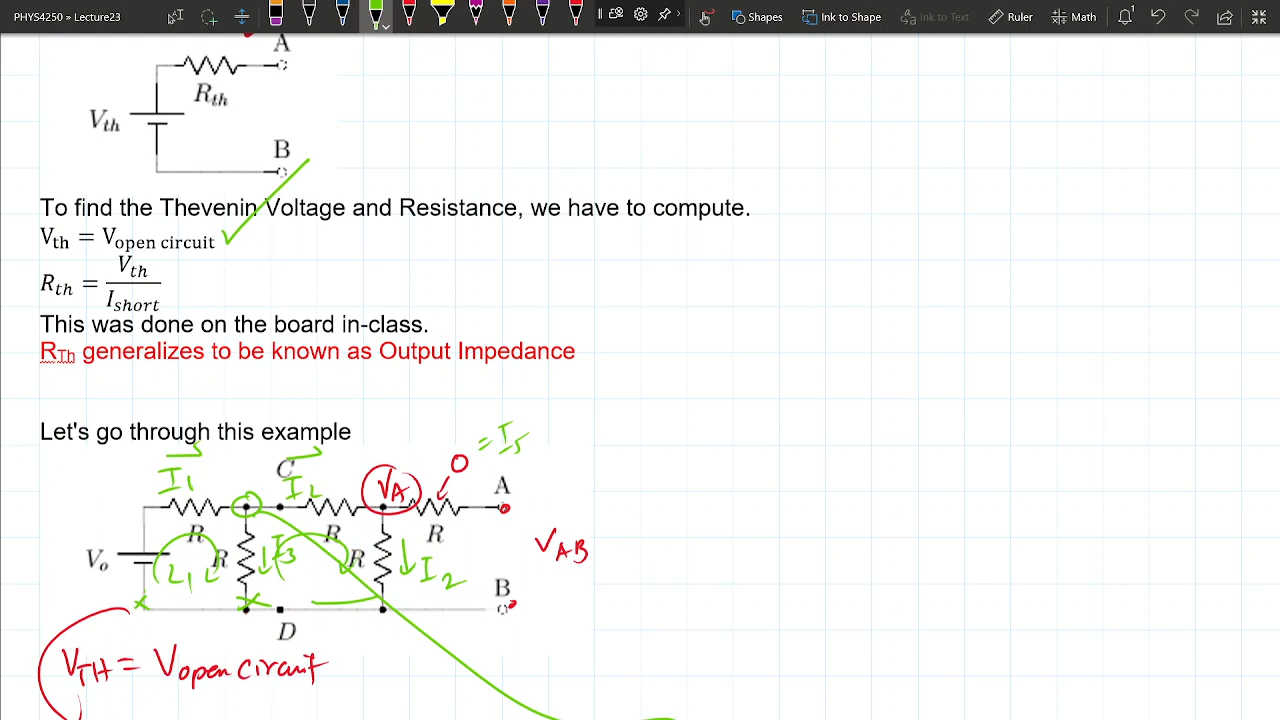 PHYS4250 » Lecture23
Shapes
Ink to Shape
Ink to Text
Ruler
Math
A
R_th
V_th
B
To find the Thevenin Voltage and Resistance, we have to compute.
V_th = V_open circuit
R_th = V_th / I_short
This was done on the board in-class.
R_Th generalizes to be known as Output Impedance
Let's go through this example
I_1
C
I_2
V_A
0
= I_5
A
R
R
R
V_o
R
I_3
R
L_1
I_2
V_AB
B
D
V_TH = V_open circuit